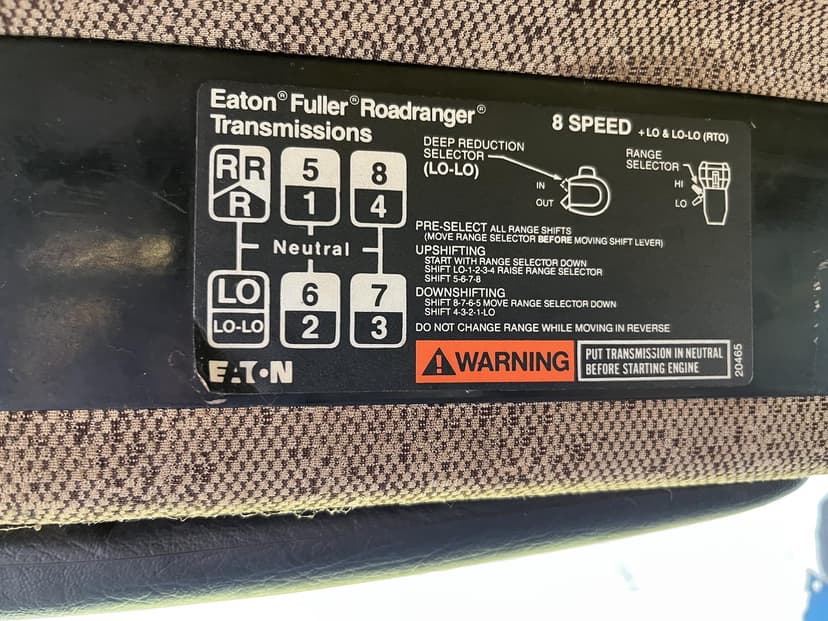 Eaton® Fuller® Roadranger®
Transmissions
8 SPEED + LO & LO-LO (RTO)
R R 5 8
R 1 4
Neutral
LO 6 7
LO-LO 2 3
EATON
DEEP REDUCTION
SELECTOR
(LO-LO)
IN
OUT
RANGE
SELECTOR
HI
LO
PRE-SELECT ALL RANGE SHIFTS
(MOVE RANGE SELECTOR BEFORE MOVING SHIFT LEVER)
UPSHIFTING
START WITH RANGE SELECTOR DOWN
SHIFT LO-1-2-3-4 RAISE RANGE SELECTOR
SHIFT 5-6-7-8
DOWNSHIFTING
SHIFT 8-7-6-5 MOVE RANGE SELECTOR DOWN
SHIFT 4-3-2-1-LO
DO NOT CHANGE RANGE WHILE MOVING IN REVERSE
WARNING
PUT TRANSMISSION IN NEUTRAL
BEFORE STARTING ENGINE
20465